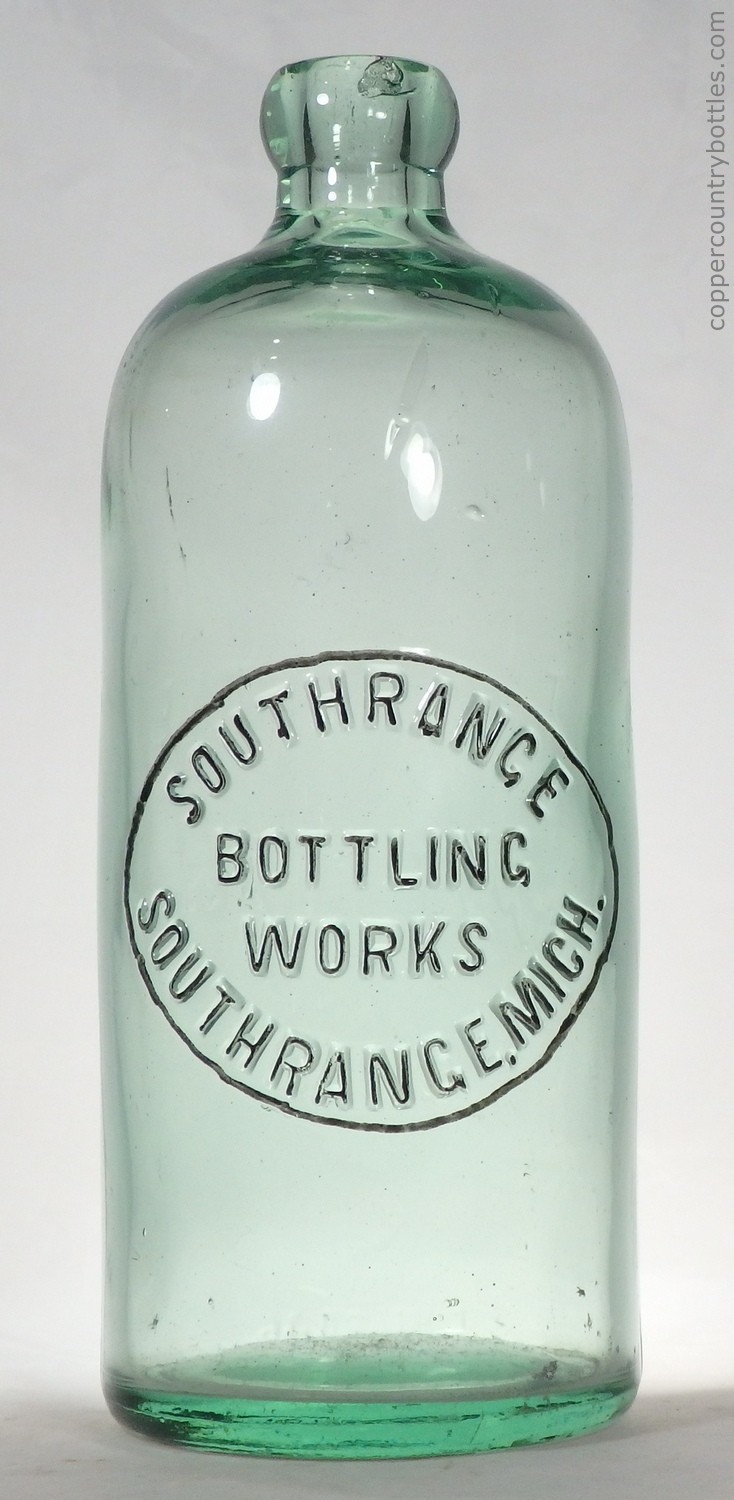 SOUTHRANGE
BOTTLING
WORKS
SOUTHRANGE, MICH.
coppercountrybottles.com